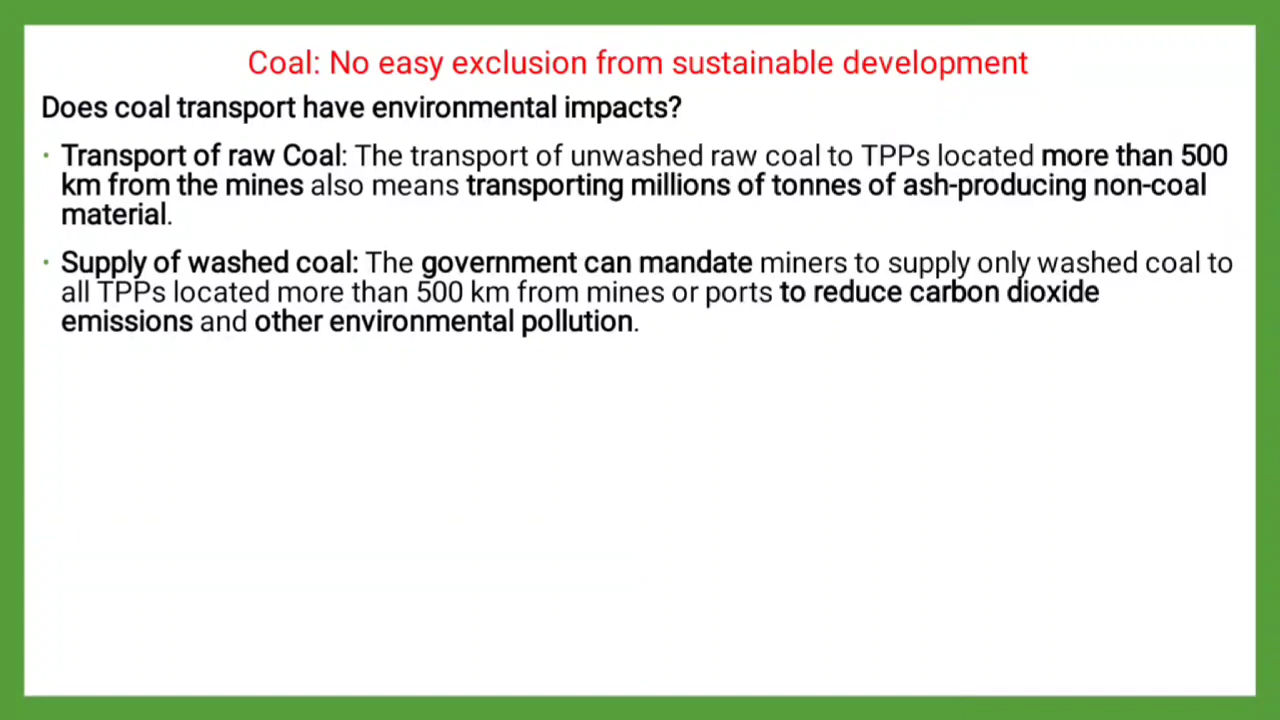 Coal: No easy exclusion from sustainable development
Does coal transport have environmental impacts?
· Transport of raw Coal: The transport of unwashed raw coal to TPPs located more than 500
km from the mines also means transporting millions of tonnes of ash-producing non-coal
material.
· Supply of washed coal: The government can mandate miners to supply only washed coal to
all TPPs located more than 500 km from mines or ports to reduce carbon dioxide
emissions and other environmental pollution.